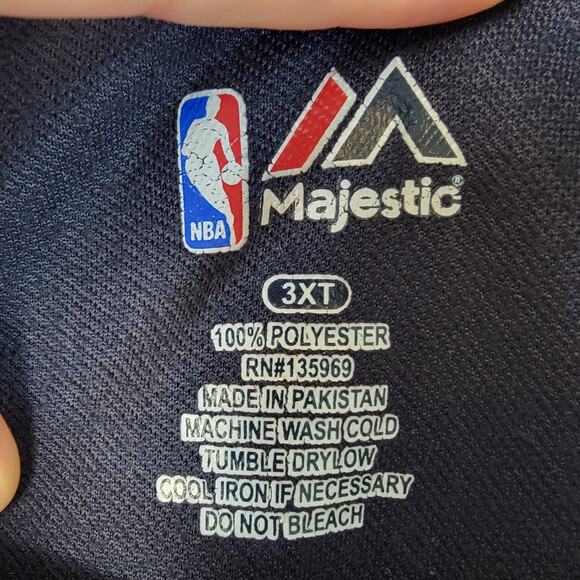 NBA
Majestic®
3XT
100% POLYESTER
RN#135969
MADE IN PAKISTAN
MACHINE WASH COLD
TUMBLE DRYLOW
COOL IRON IF NECESSARY
DO NOT BLEACH